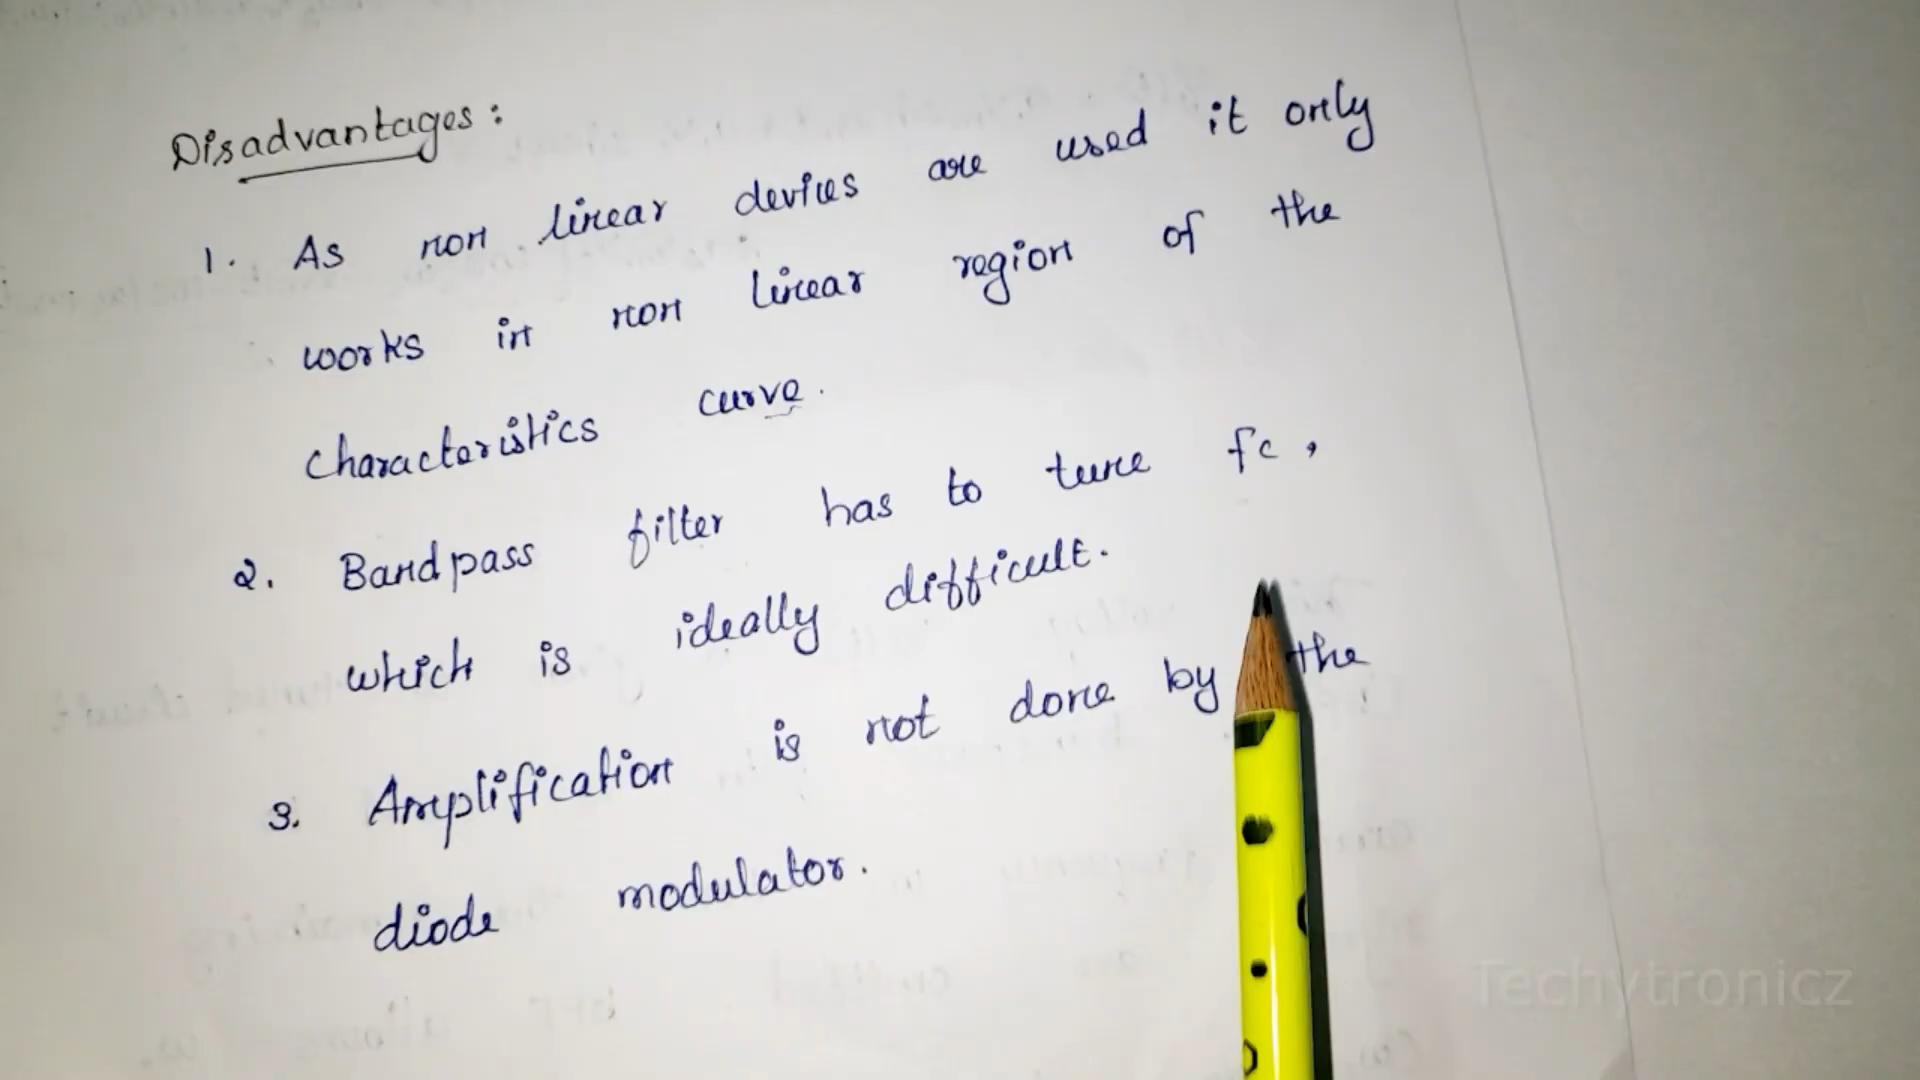 Disadvantages:
1. As non linear devices are used it only
works in non linear region of the
characteristics curve.
2. Bandpass filter has to tune fc,
which is ideally difficult.
3. Amplification is not done by the
diode modulator.
Techytronicz